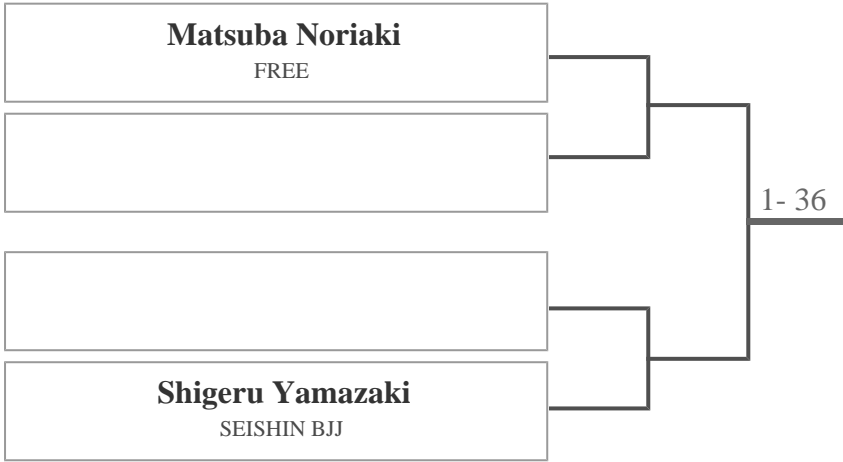 Matsuba Noriaki
FREE
1- 36
Shigeru Yamazaki
SEISHIN BJJ